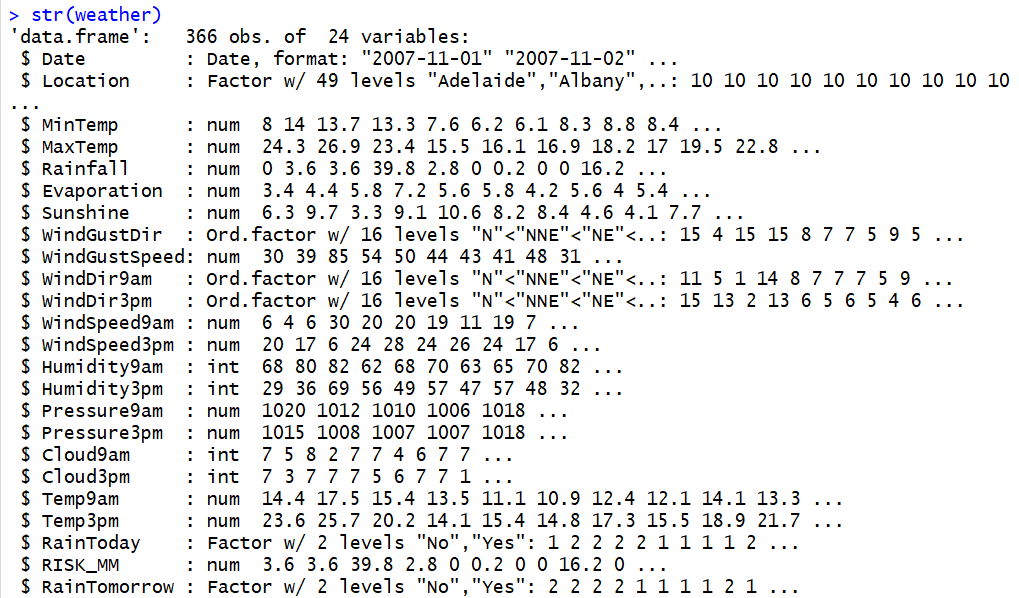 > str(weather)
'data.frame':   366 obs. of  24 variables:
 $ Date         : Date, format: "2007-11-01" "2007-11-02" ...
 $ Location     : Factor w/ 49 levels "Adelaide","Albany",..: 10 10 10 10 10 10 10 10 10 10
...
 $ MinTemp      : num  8 14 13.7 13.3 7.6 6.2 6.1 8.3 8.8 8.4 ...
 $ MaxTemp      : num  24.3 26.9 23.4 15.5 16.1 16.9 18.2 17 19.5 22.8 ...
 $ Rainfall     : num  0 3.6 3.6 39.8 2.8 0 0.2 0 0 16.2 ...
 $ Evaporation  : num  3.4 4.4 5.8 7.2 5.6 5.8 4.2 5.6 4 5.4 ...
 $ Sunshine     : num  6.3 9.7 3.3 9.1 10.6 8.2 8.4 4.6 4.1 7.7 ...
 $ WindGustDir  : Ord.factor w/ 16 levels "N"<"NNE"<"NE"<..: 15 4 15 15 8 7 7 5 9 5 ...
 $ WindGustSpeed: num  30 39 85 54 50 44 43 41 48 31 ...
 $ WindDir9am   : Ord.factor w/ 16 levels "N"<"NNE"<"NE"<..: 11 5 1 14 8 7 7 7 5 9 ...
 $ WindDir3pm   : Ord.factor w/ 16 levels "N"<"NNE"<"NE"<..: 15 13 2 13 6 5 6 5 4 6 ...
 $ WindSpeed9am : num  6 4 6 30 20 20 19 11 19 7 ...
 $ WindSpeed3pm : num  20 17 6 24 28 24 26 24 17 6 ...
 $ Humidity9am  : int  68 80 82 62 68 70 63 65 70 82 ...
 $ Humidity3pm  : int  29 36 69 56 49 57 47 57 48 32 ...
 $ Pressure9am  : num  1020 1012 1010 1006 1018 ...
 $ Pressure3pm  : num  1015 1008 1007 1007 1018 ...
 $ Cloud9am     : int  7 5 8 2 7 7 4 6 7 7 ...
 $ Cloud3pm     : int  7 3 7 7 7 5 6 7 7 1 ...
 $ Temp9am      : num  14.4 17.5 15.4 13.5 11.1 10.9 12.4 12.1 14.1 13.3 ...
 $ Temp3pm      : num  23.6 25.7 20.2 14.1 15.4 14.8 17.3 15.5 18.9 21.7 ...
 $ RainToday    : Factor w/ 2 levels "No","Yes": 1 2 2 2 2 1 1 1 1 2 ...
 $ RISK_MM      : num  3.6 3.6 39.8 2.8 0 0.2 0 0 16.2 0 ...
 $ RainTomorrow : Factor w/ 2 levels "No","Yes": 2 2 2 2 1 1 1 1 2 1 ...